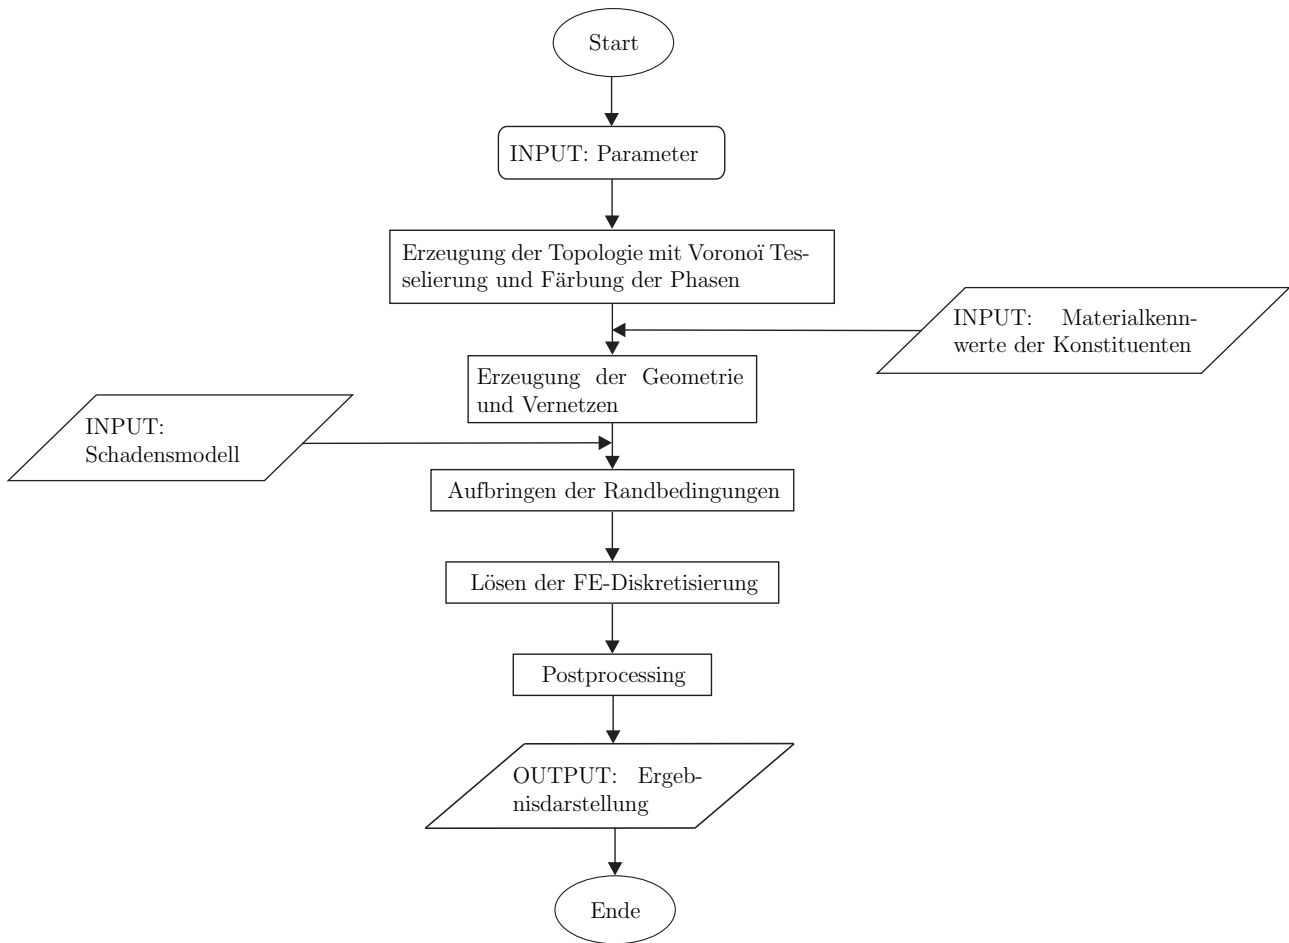 Start
INPUT: Parameter
Erzeugung der Topologie mit Voronoï Tes-
selierung und Färbung der Phasen
INPUT: Materialkenn-
werte der Konstituenten
Erzeugung der Geometrie
und Vernetzen
INPUT:
Schadensmodell
Aufbringen der Randbedingungen
Lösen der FE-Diskretisierung
Postprocessing
OUTPUT: Ergeb-
nisdarstellung
Ende